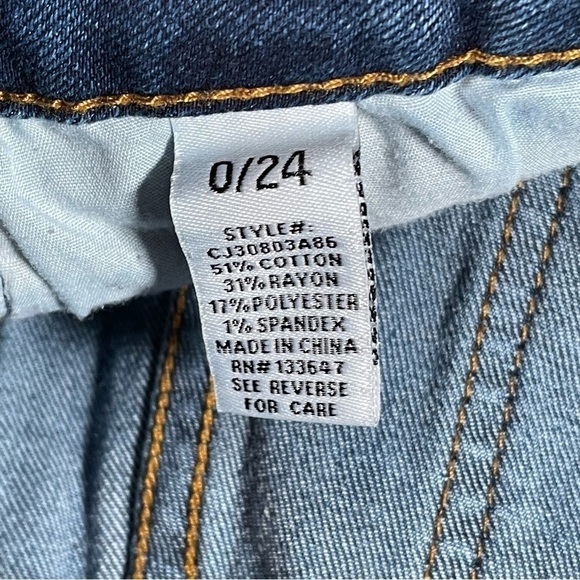 0/24
STYLE#:
CJ30803A86
51% COTTON
31% RAYON
17% POLYESTER
1% SPANDEX
MADE IN CHINA
RN# 133647
SEE REVERSE
FOR CARE